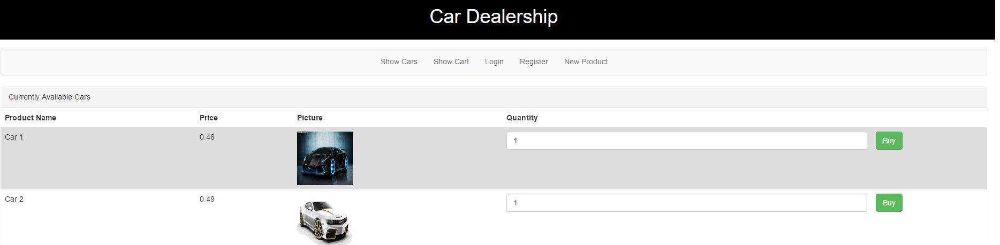 Car Dealership
Show Cars Show Cart Login Register New Product
Currently Available Cars
Product Name Price Picture Quantity
Car 1 0.48 1 Buy
Car 2 0.49 1 Buy